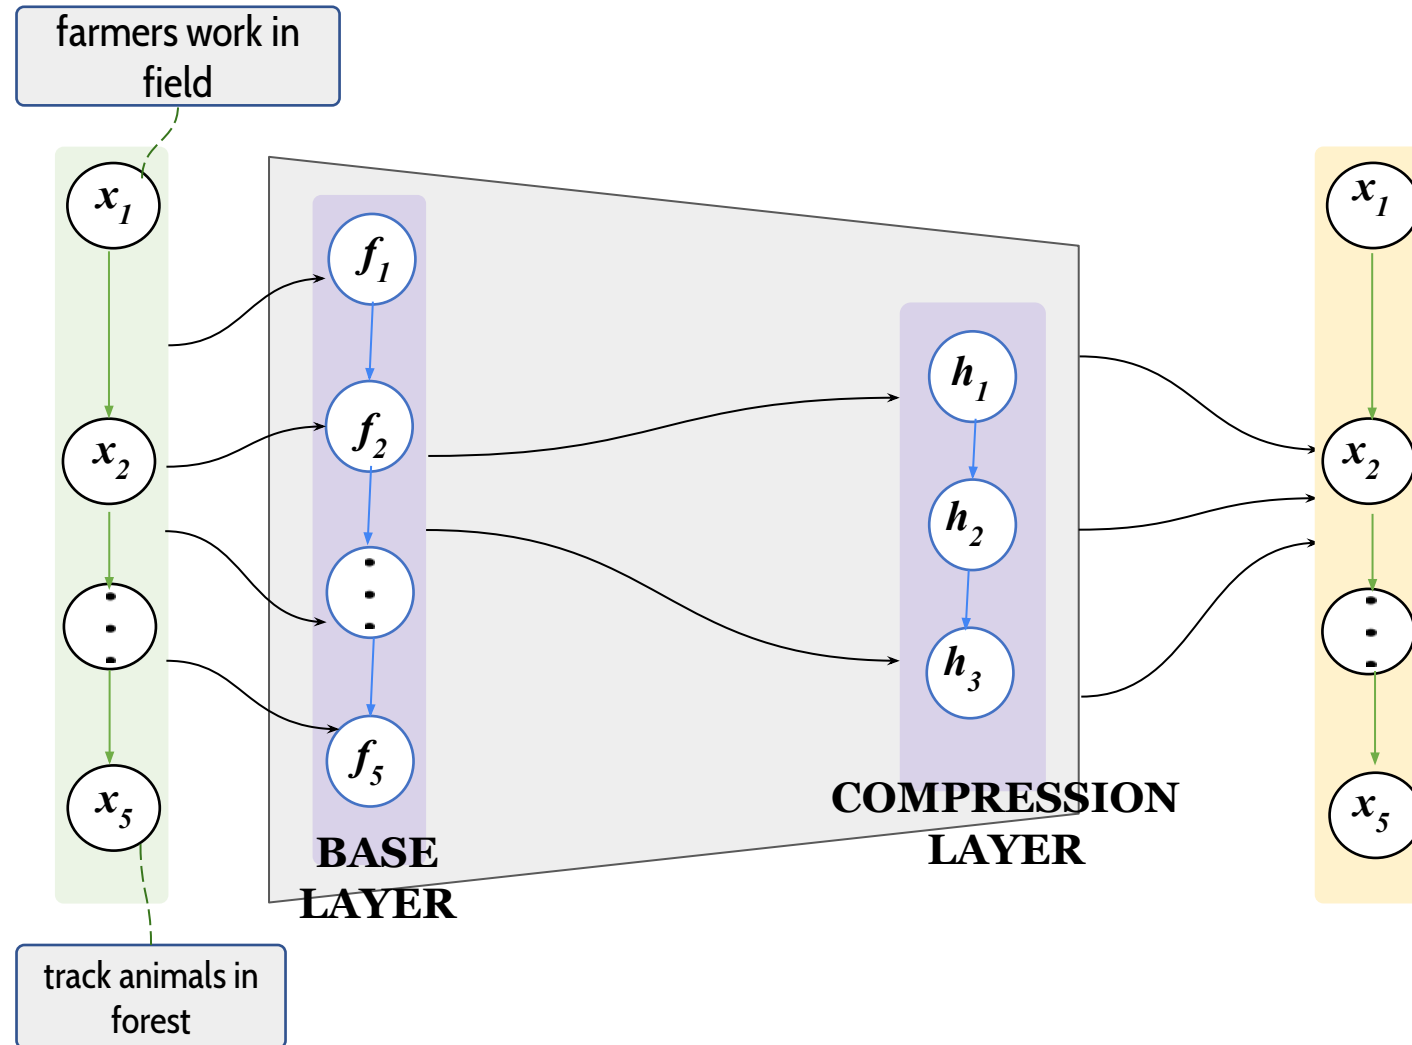 farmers work in
field
x1
x2
x5
f1
f2
f5
BASE
LAYER
h1
h2
h3
COMPRESSION
LAYER
x1
x2
x5
track animals in
forest